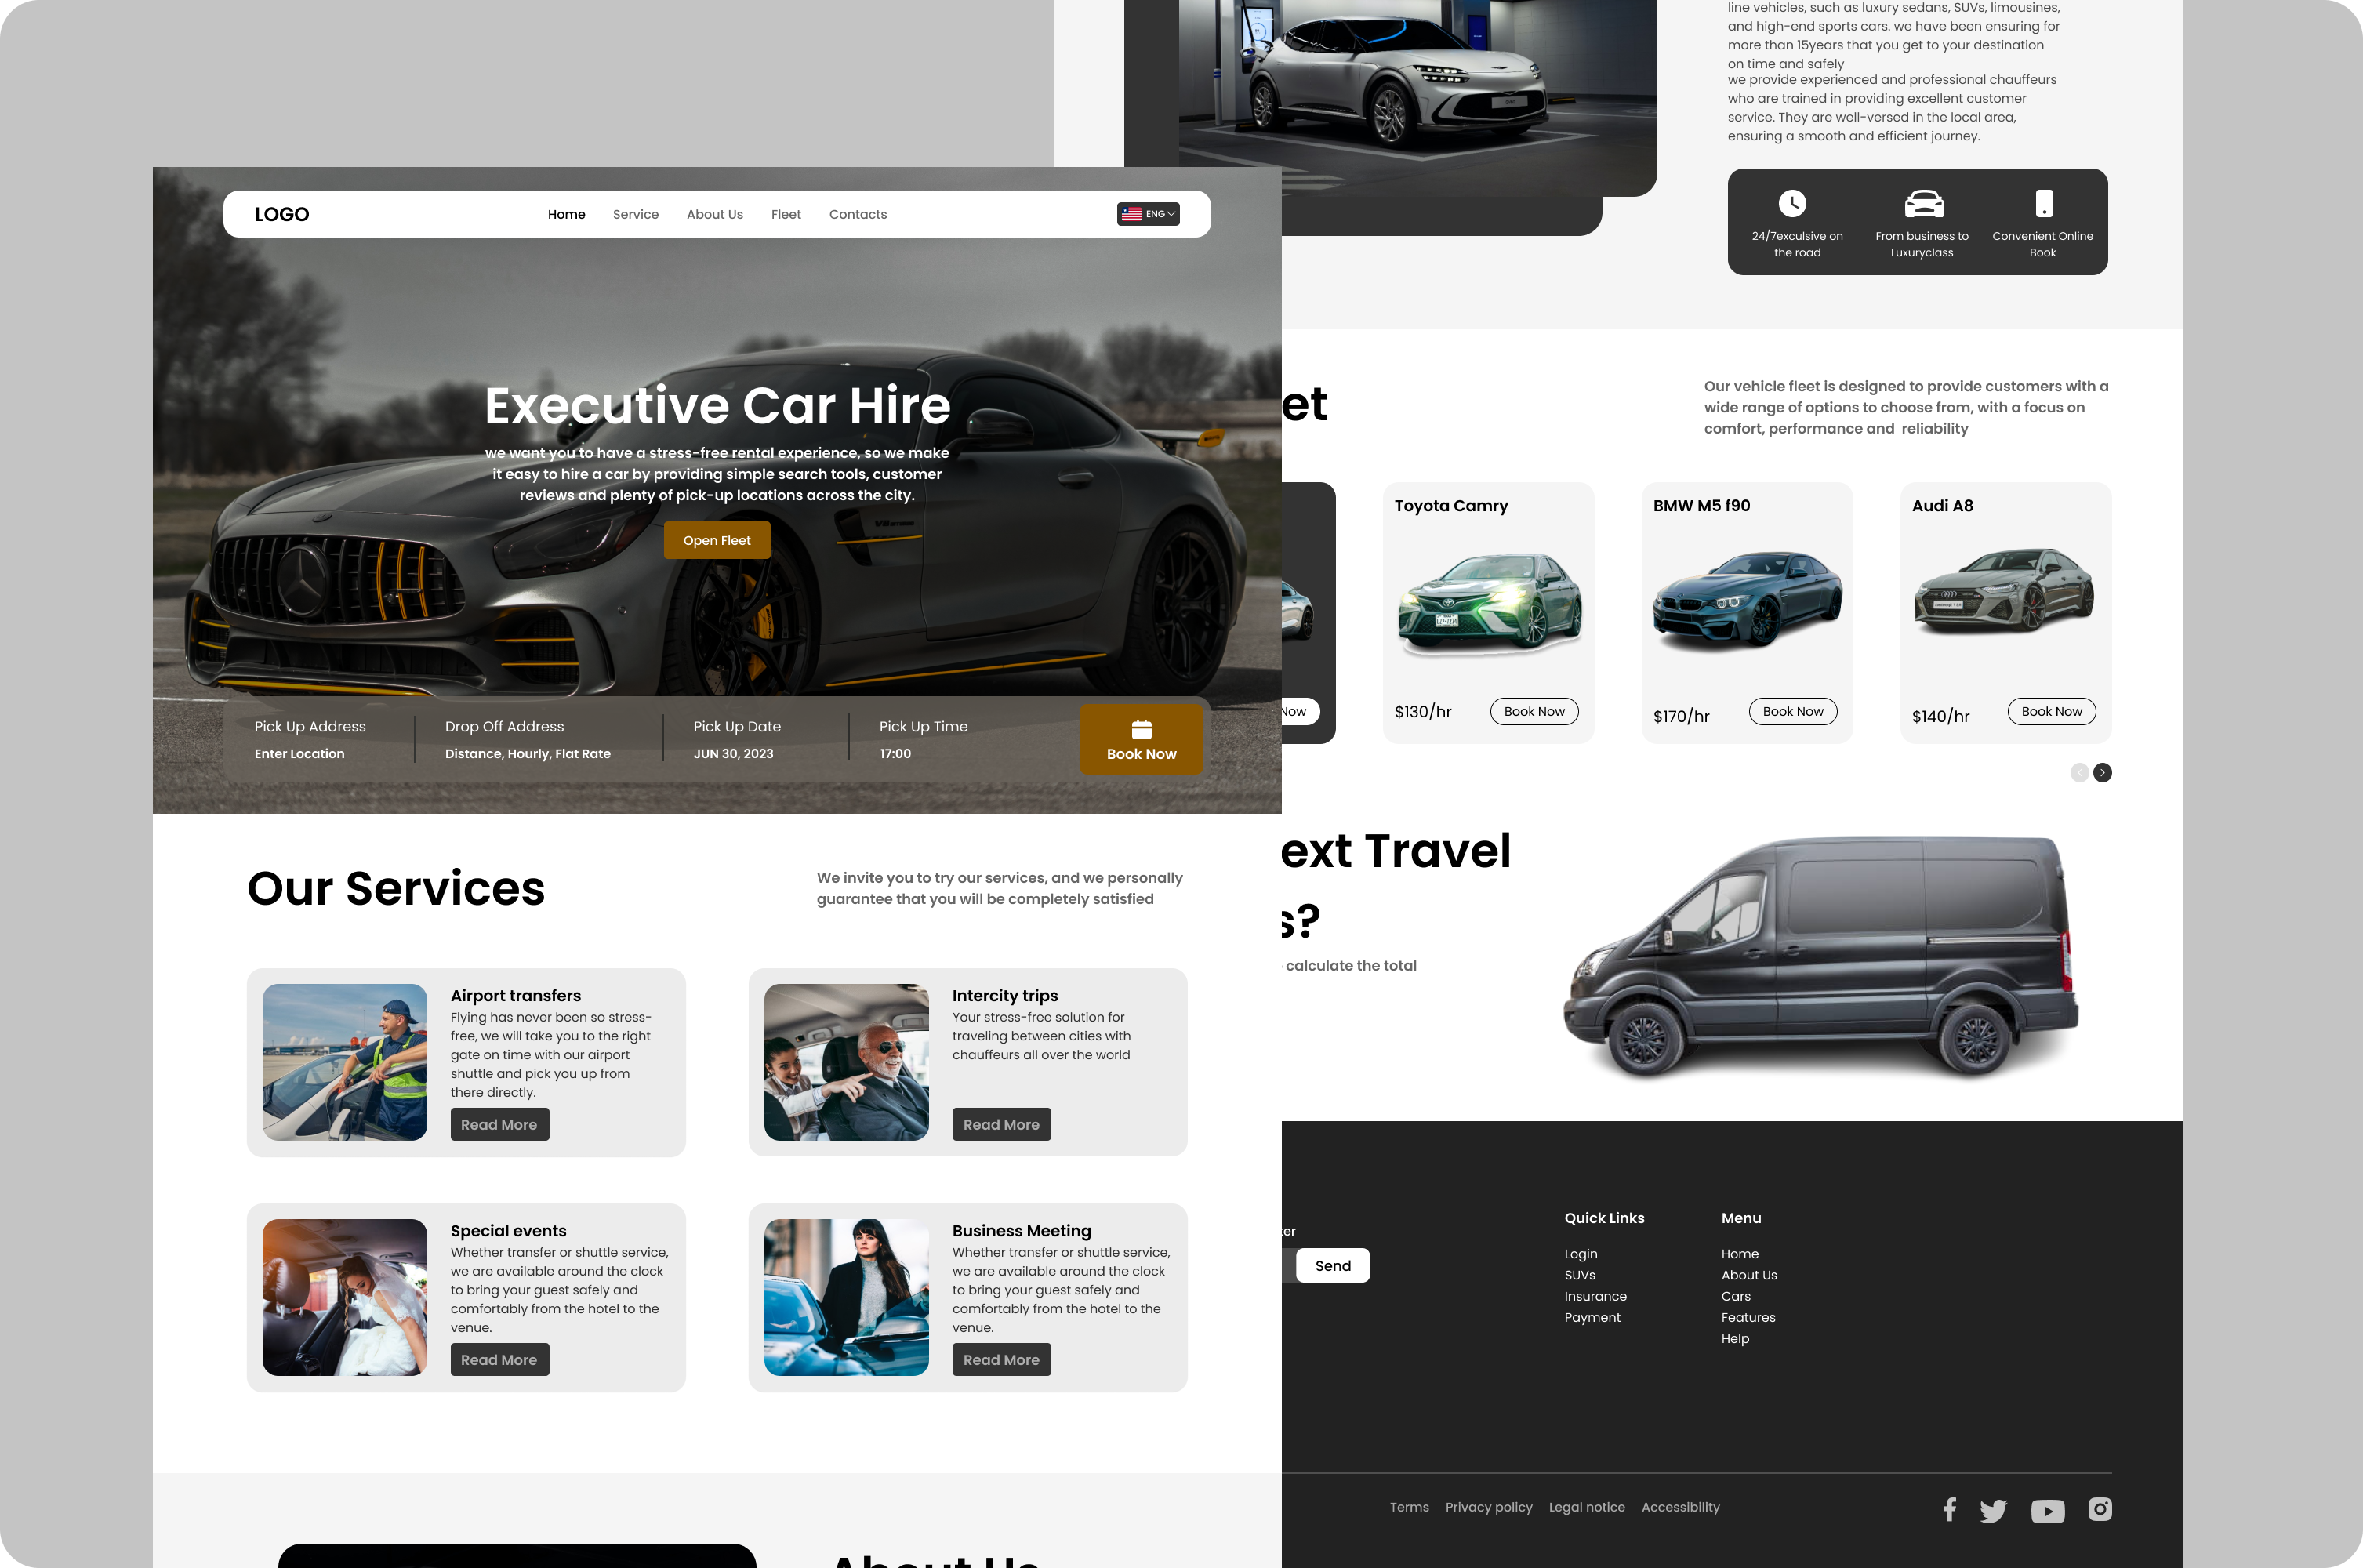 LOGO
Home
Service
About Us
Fleet
Contacts
ENG
Executive Car Hire
we want you to have a stress-free rental experience, so we make
it easy to hire a car by providing simple search tools, customer
reviews and plenty of pick-up locations across the city.
Open Fleet
Pick Up Address
Enter Location
Drop Off Address
Distance, Hourly, Flat Rate
Pick Up Date
JUN 30, 2023
Pick Up Time
17:00
Book Now
Our Services
We invite you to try our services, and we personally
guarantee that you will be completely satisfied
Airport transfers
Flying has never been so stress-
free, we will take you to the right
gate on time with our airport
shuttle and pick you up from
there directly.
Read More
Intercity trips
Your stress-free solution for
traveling between cities with
chauffeurs all over the world
Read More
Special events
Whether transfer or shuttle service,
we are available around the clock
to bring your guest safely and
comfortably from the hotel to the
venue.
Read More
Business Meeting
Whether transfer or shuttle service,
we are available around the clock
to bring your guest safely and
comfortably from the hotel to the
venue.
Read More
About Us
line vehicles, such as luxury sedans, SUVs, limousines,
and high-end sports cars. we have been ensuring for
more than 15years that you get to your destination
on time and safely
we provide experienced and professional chauffeurs
who are trained in providing excellent customer
service. They are well-versed in the local area,
ensuring a smooth and efficient journey.
24/7exculsive on
the road
From business to
Luxuryclass
Convenient Online
Book
et
Our vehicle fleet is designed to provide customers with a
wide range of options to choose from, with a focus on
comfort, performance and  reliability
Now
Toyota Camry
$130/hr
Book Now
BMW M5 f90
$170/hr
Book Now
Audi A8
$140/hr
Book Now
ext Travel
s?
calculate the total
ter
Send
Quick Links
Login
SUVs
Insurance
Payment
Menu
Home
About Us
Cars
Features
Help
Terms
Privacy policy
Legal notice
Accessibility